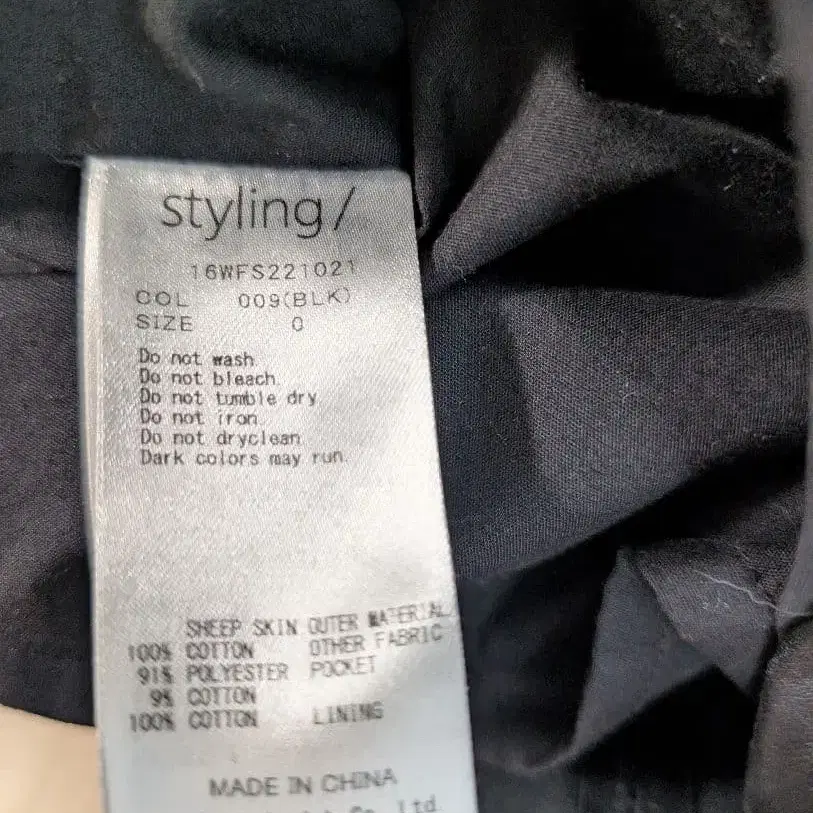 styling/
16WFS221021
COL 009(BLK)
SIZE 0
Do not wash.
Do not bleach.
Do not tumble dry
Do not iron.
Do not dryclean
Dark colors may run.
SHEEP SKIN OUTER MATERIAL
100% COTTON OTHER FABRIC
91% POLYESTER POCKET
9% COTTON
100% COTTON LINING
MADE IN CHINA
Co., Ltd.